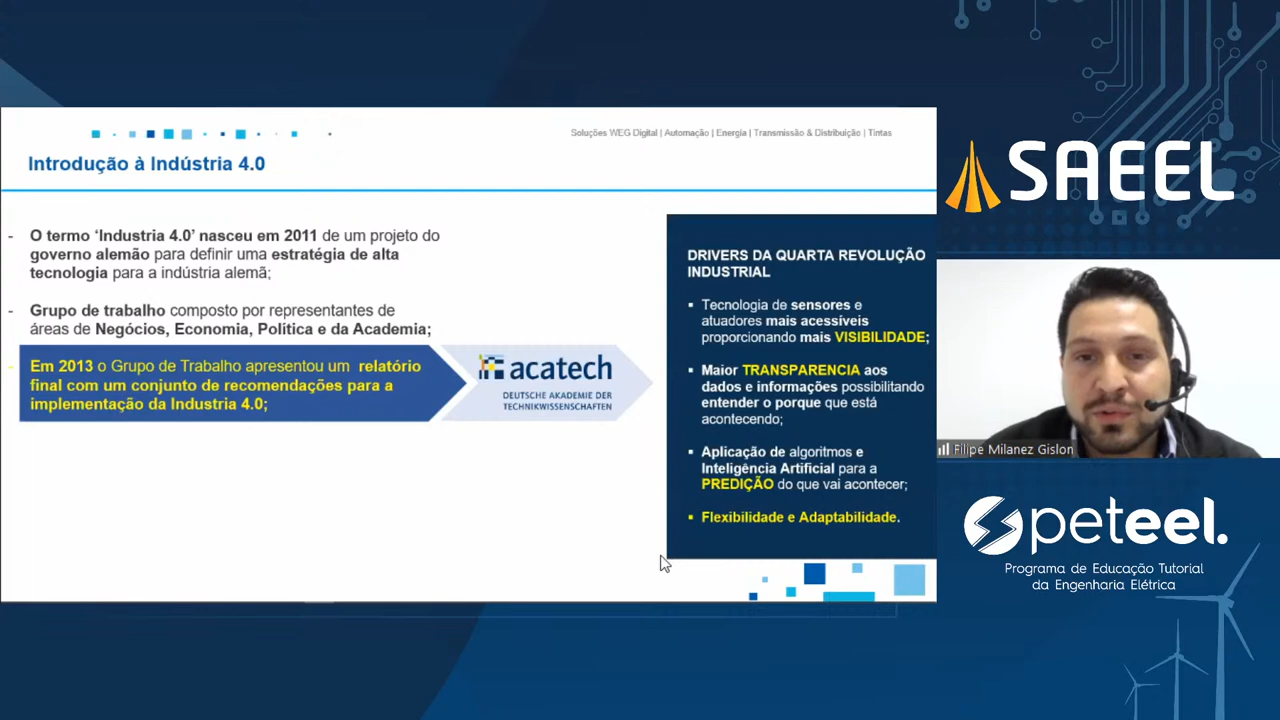 Soluções WEG Digital | Automação | Energia | Transmissão & Distribuição | Tintas
Introdução à Indústria 4.0
- O termo ‘Industria 4.0’ nasceu em 2011 de um projeto do
governo alemão para definir uma estratégia de alta
tecnologia para a indústria alemã;
- Grupo de trabalho composto por representantes de
áreas de Negócios, Economia, Politica e da Academia;
- Em 2013 o Grupo de Trabalho apresentou um relatório
final com um conjunto de recomendações para a
implementação da Industria 4.0;
acatech
DEUTSCHE AKADEMIE DER
TECHNIKWISSENSCHAFTEN
DRIVERS DA QUARTA REVOLUÇÃO
INDUSTRIAL
▪ Tecnologia de sensores e
atuadores mais acessíveis
proporcionando mais VISIBILIDADE;
▪ Maior TRANSPARENCIA aos
dados e informações possibilitando
entender o porque que está
acontecendo;
▪ Aplicação de algoritmos e
Inteligência Artificial para a
PREDIÇÃO do que vai acontecer;
▪ Flexibilidade e Adaptabilidade.
SAEEL
Filipe Milanez Gislon
peteel.
Programa de Educação Tutorial
da Engenharia Elétrica